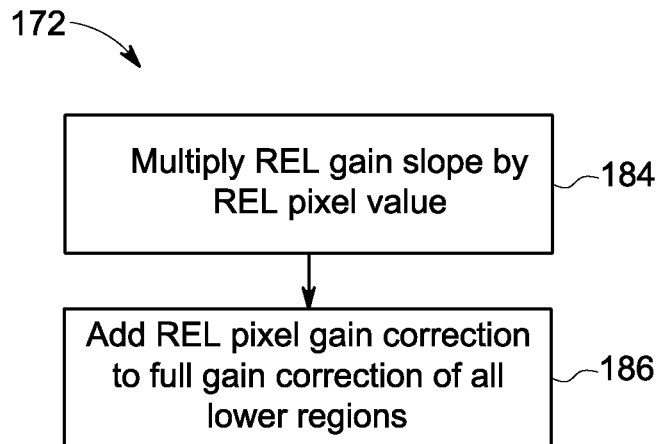 172
Multiply REL gain slope by
REL pixel value
184
Add REL pixel gain correction
to full gain correction of all
lower regions
186